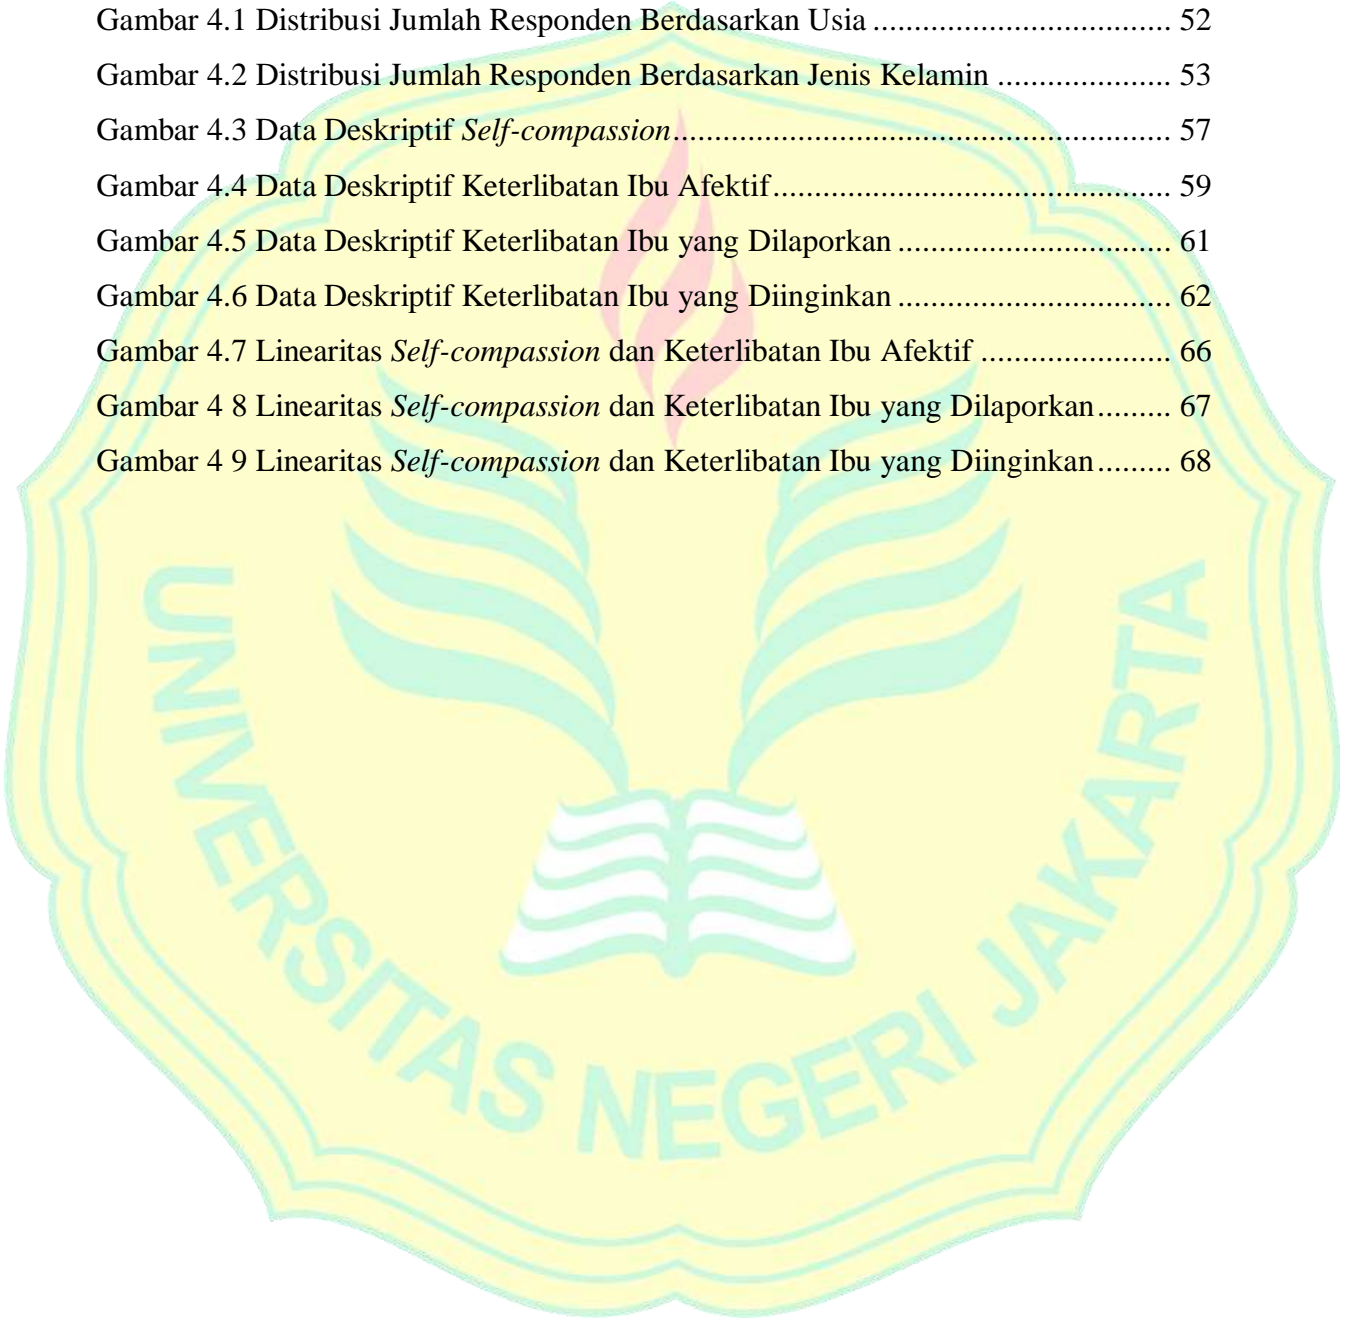 Gambar 4.1 Distribusi Jumlah Responden Berdasarkan Usia .................................... 52
Gambar 4.2 Distribusi Jumlah Responden Berdasarkan Jenis Kelamin ..................... 53
Gambar 4.3 Data Deskriptif Self-compassion............................................................ 57
Gambar 4.4 Data Deskriptif Keterlibatan Ibu Afektif................................................ 59
Gambar 4.5 Data Deskriptif Keterlibatan Ibu yang Dilaporkan ................................. 61
Gambar 4.6 Data Deskriptif Keterlibatan Ibu yang Diinginkan ................................. 62
Gambar 4.7 Linearitas Self-compassion dan Keterlibatan Ibu Afektif ....................... 66
Gambar 4 8 Linearitas Self-compassion dan Keterlibatan Ibu yang Dilaporkan......... 67
Gambar 4 9 Linearitas Self-compassion dan Keterlibatan Ibu yang Diinginkan......... 68
UNIVERSITAS NEGERI JAKARTA